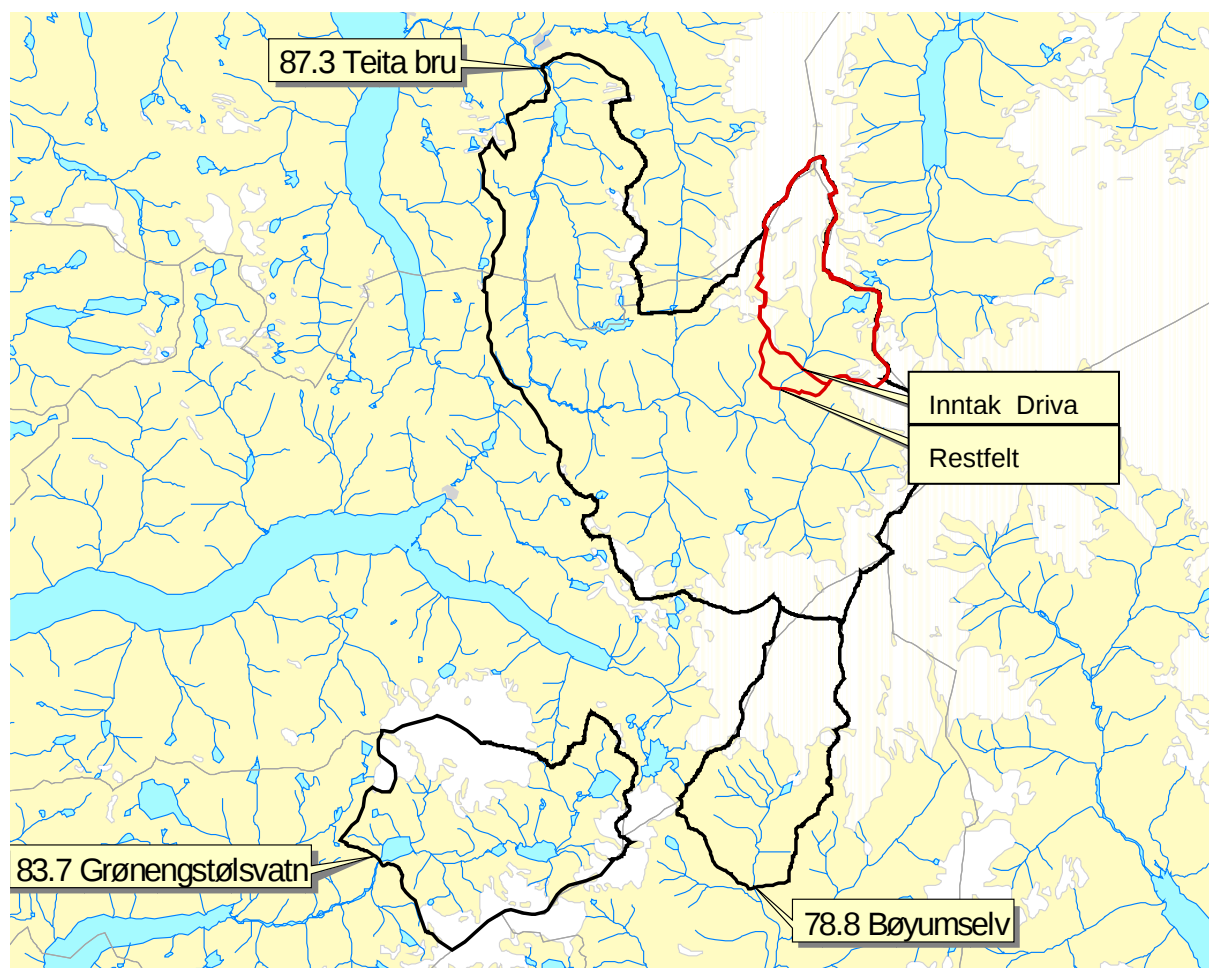 87.3 Teita bru
Inntak Driva
Restfelt
83.7 Grønengstølsvatn
78.8 Bøyumselv